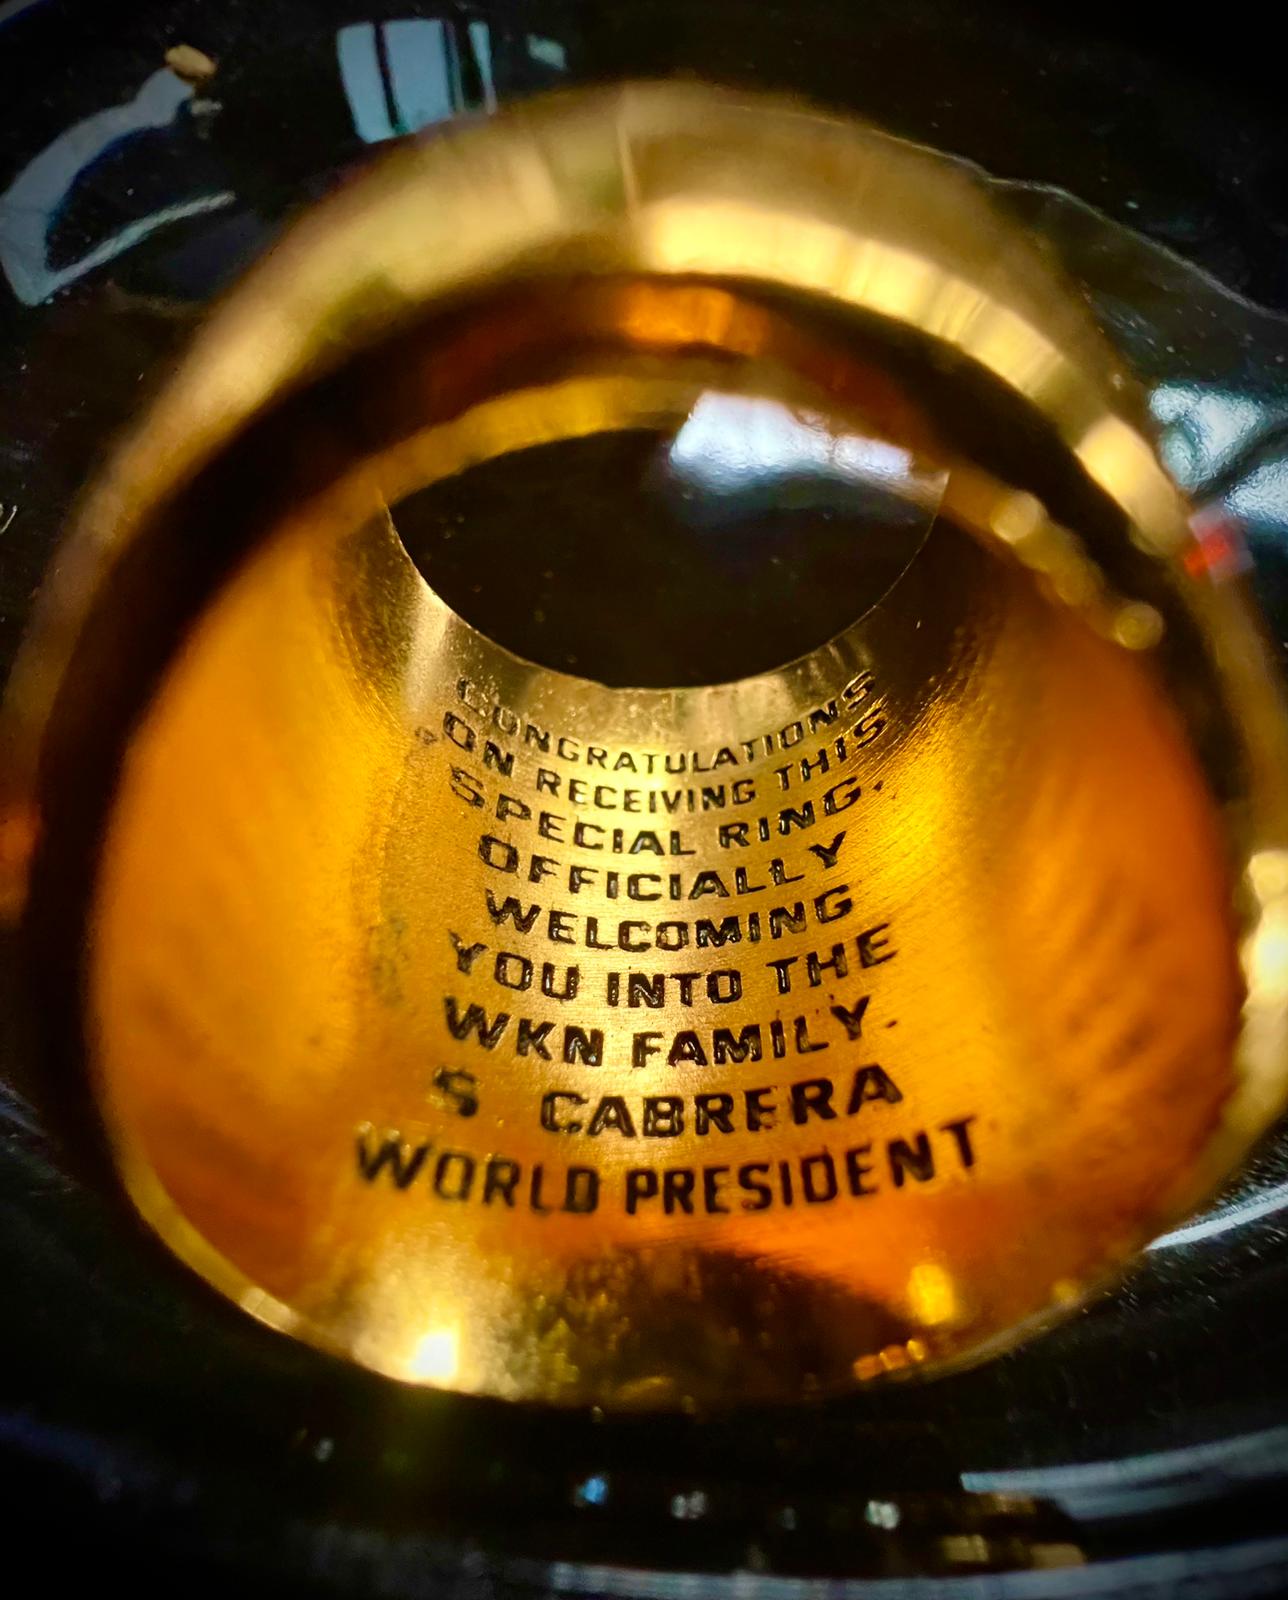 CONGRATULATIONS
ON RECEIVING THIS
SPECIAL RING,
OFFICIALLY
WELCOMING
YOU INTO THE
WKN FAMILY.
S CABRERA
WORLD PRESIDENT